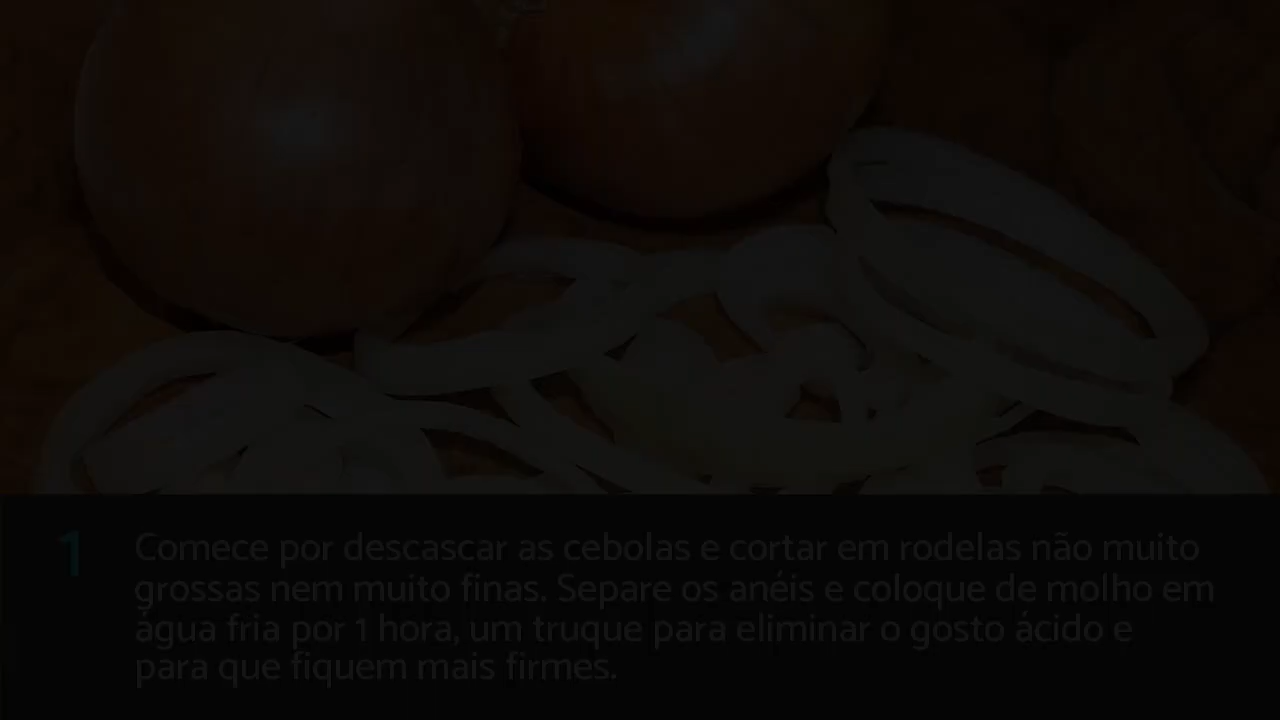 1 Comece por descascar as cebolas e cortar em rodelas não muito
grossas nem muito finas. Separe os anéis e coloque de molho em
água fria por 1 hora, um truque para eliminar o gosto ácido e
para que fiquem mais firmes.